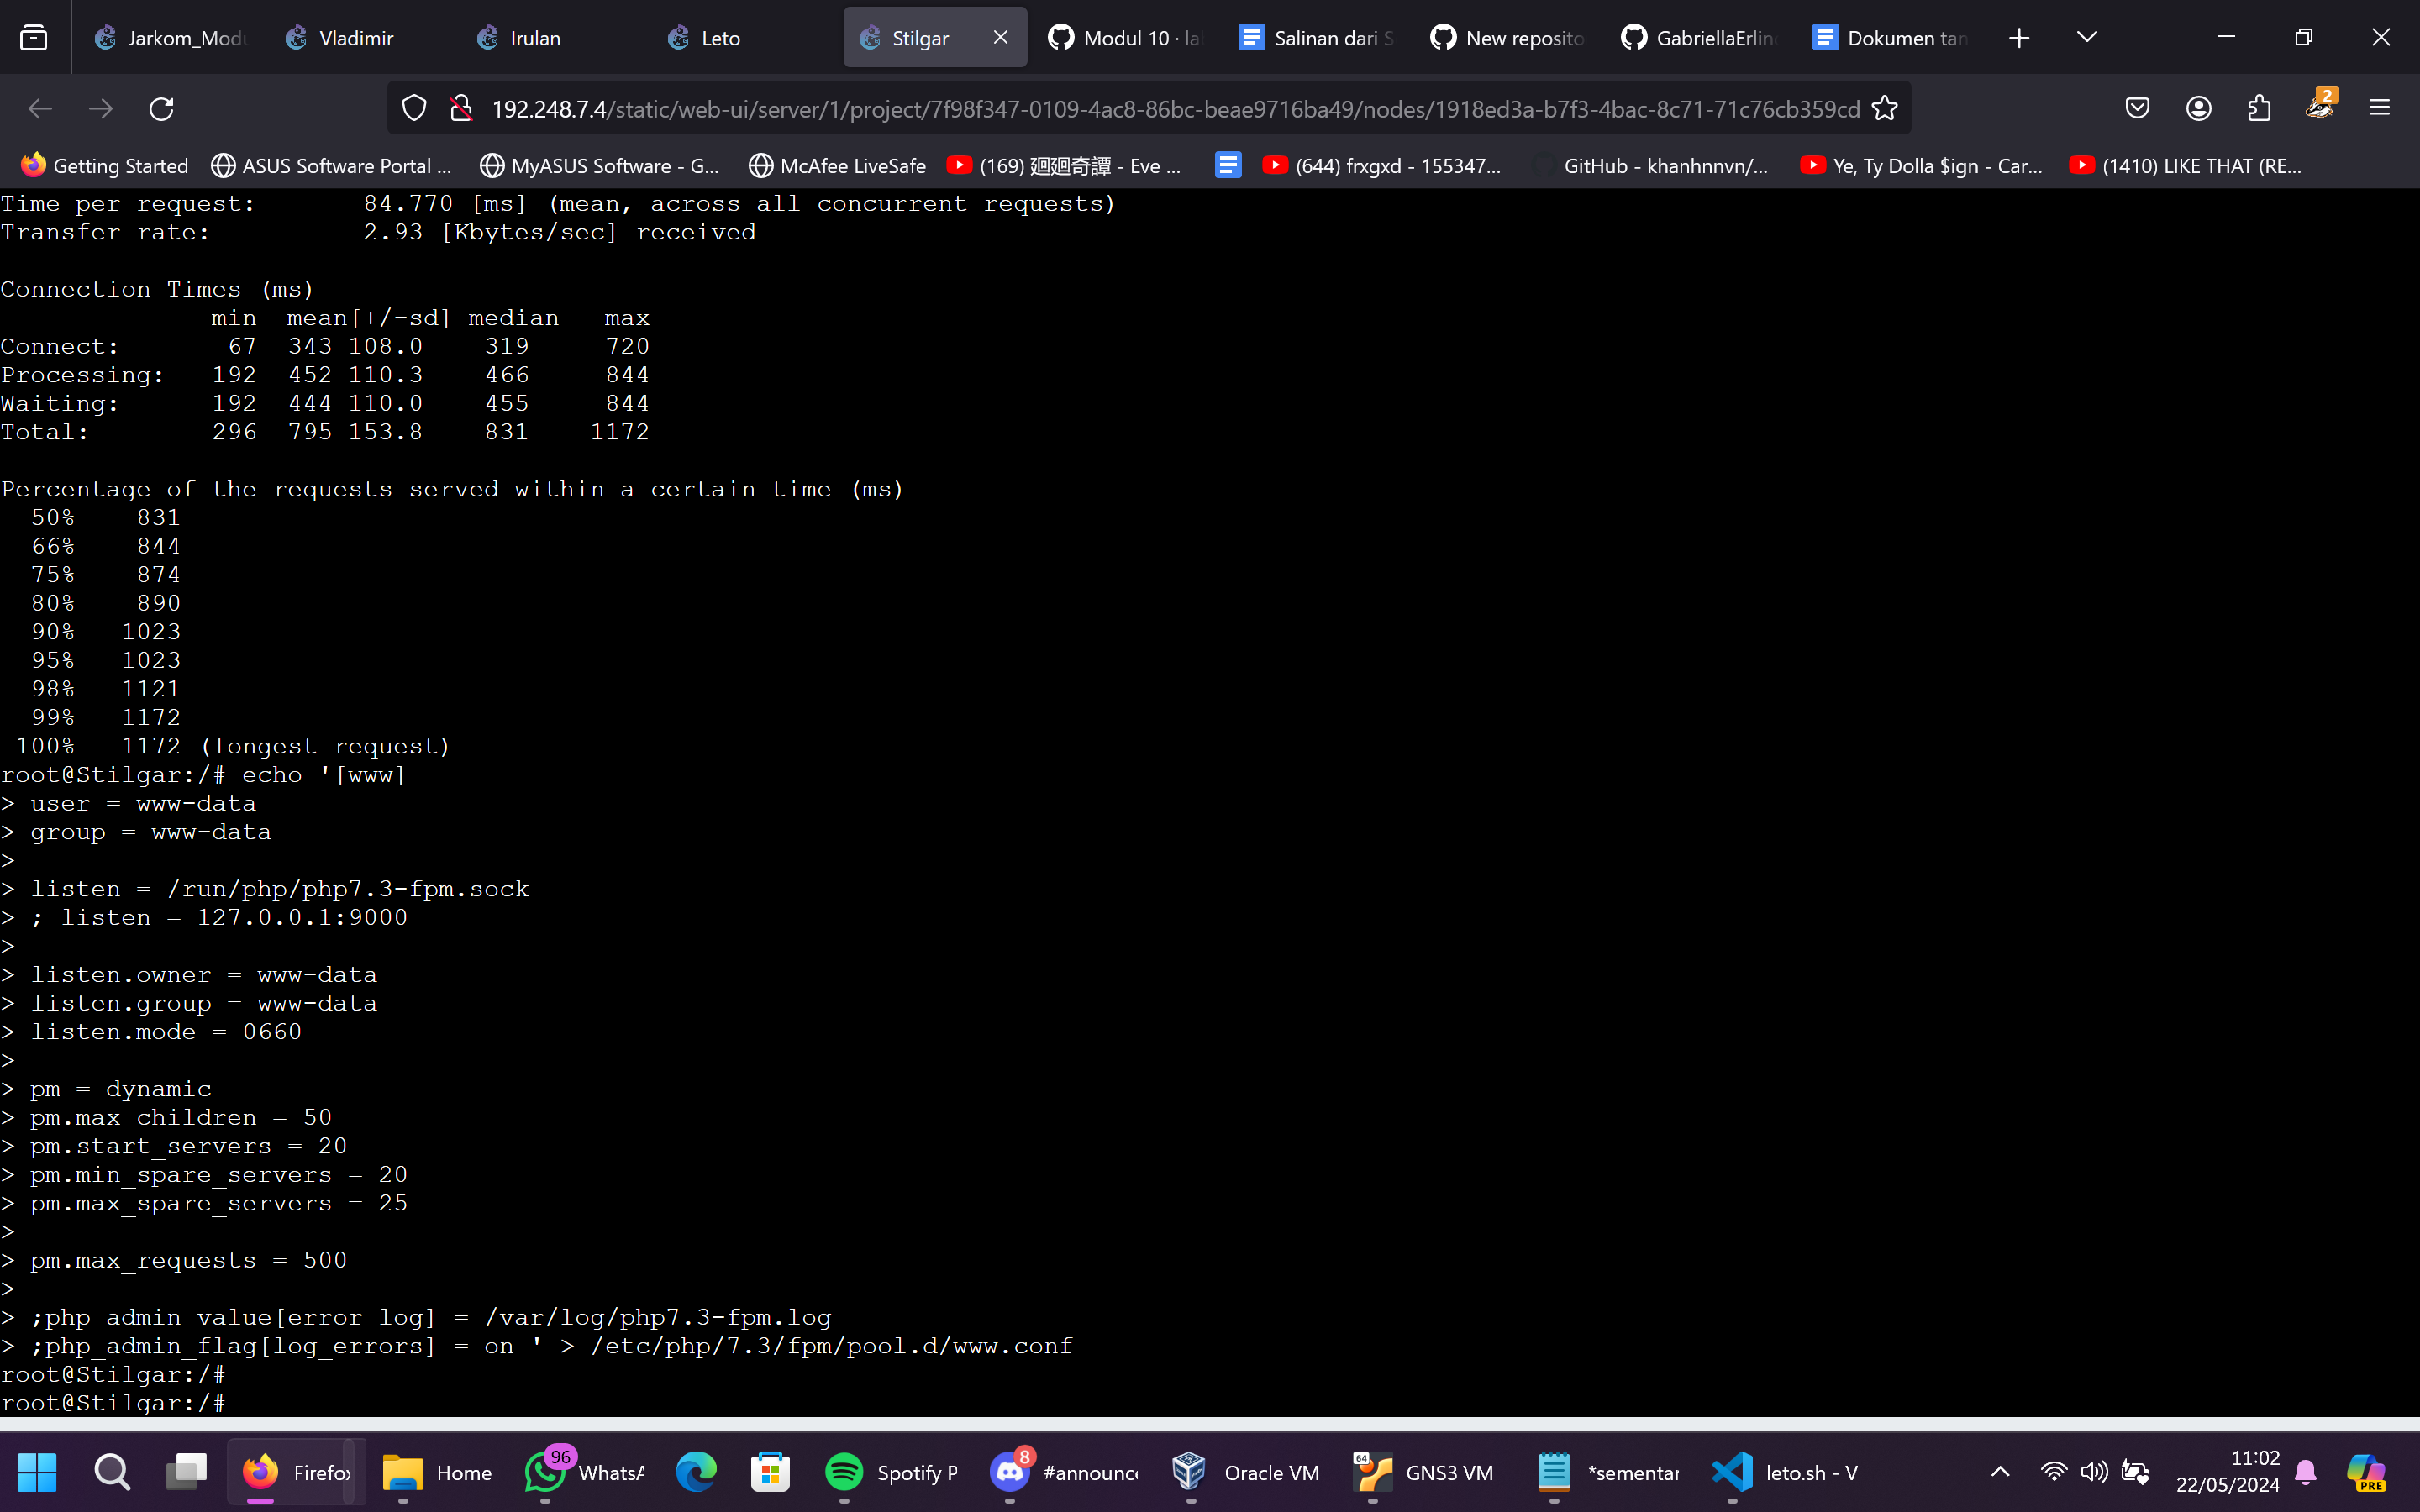 Jarkom_Modu
Vladimir
Irulan
Leto
Stilgar
Modul 10 · la
Salinan dari S
New reposito
GabriellaErlin
Dokumen tan
192.248.7.4/static/web-ui/server/1/project/7f98f347-0109-4ac8-86bc-beae9716ba49/nodes/1918ed3a-b7f3-4bac-8c71-71c76cb359cd
2
Getting Started
ASUS Software Portal ...
MyASUS Software - G...
McAfee LiveSafe
(169) 廻廻奇譚 - Eve ...
(644) frxgxd - 155347...
GitHub - khanhnnvn/...
Ye, Ty Dolla $ign - Car...
(1410) LIKE THAT (RE...
Time per request:       84.770 [ms] (mean, across all concurrent requests)
Transfer rate:          2.93 [Kbytes/sec] received
Connection Times (ms)
              min  mean[+/-sd] median   max
Connect:       67  343 108.0    319     720
Processing:   192  452 110.3    466     844
Waiting:      192  444 110.0    455     844
Total:        296  795 153.8    831    1172
Percentage of the requests served within a certain time (ms)
  50%    831
  66%    844
  75%    874
  80%    890
  90%   1023
  95%   1023
  98%   1121
  99%   1172
 100%   1172 (longest request)
root@Stilgar:/# echo '[www]
> user = www-data
> group = www-data
>
> listen = /run/php/php7.3-fpm.sock
> ; listen = 127.0.0.1:9000
>
> listen.owner = www-data
> listen.group = www-data
> listen.mode = 0660
>
> pm = dynamic
> pm.max_children = 50
> pm.start_servers = 20
> pm.min_spare_servers = 20
> pm.max_spare_servers = 25
>
> pm.max_requests = 500
>
> ;php_admin_value[error_log] = /var/log/php7.3-fpm.log
> ;php_admin_flag[log_errors] = on ' > /etc/php/7.3/fpm/pool.d/www.conf
root@Stilgar:/#
root@Stilgar:/#
Firefox
Home
96
WhatsA
Spotify P
8
#announce
Oracle VM
64
GNS3 VM
*sementar
leto.sh - Vi
11:02
22/05/2024
PRE